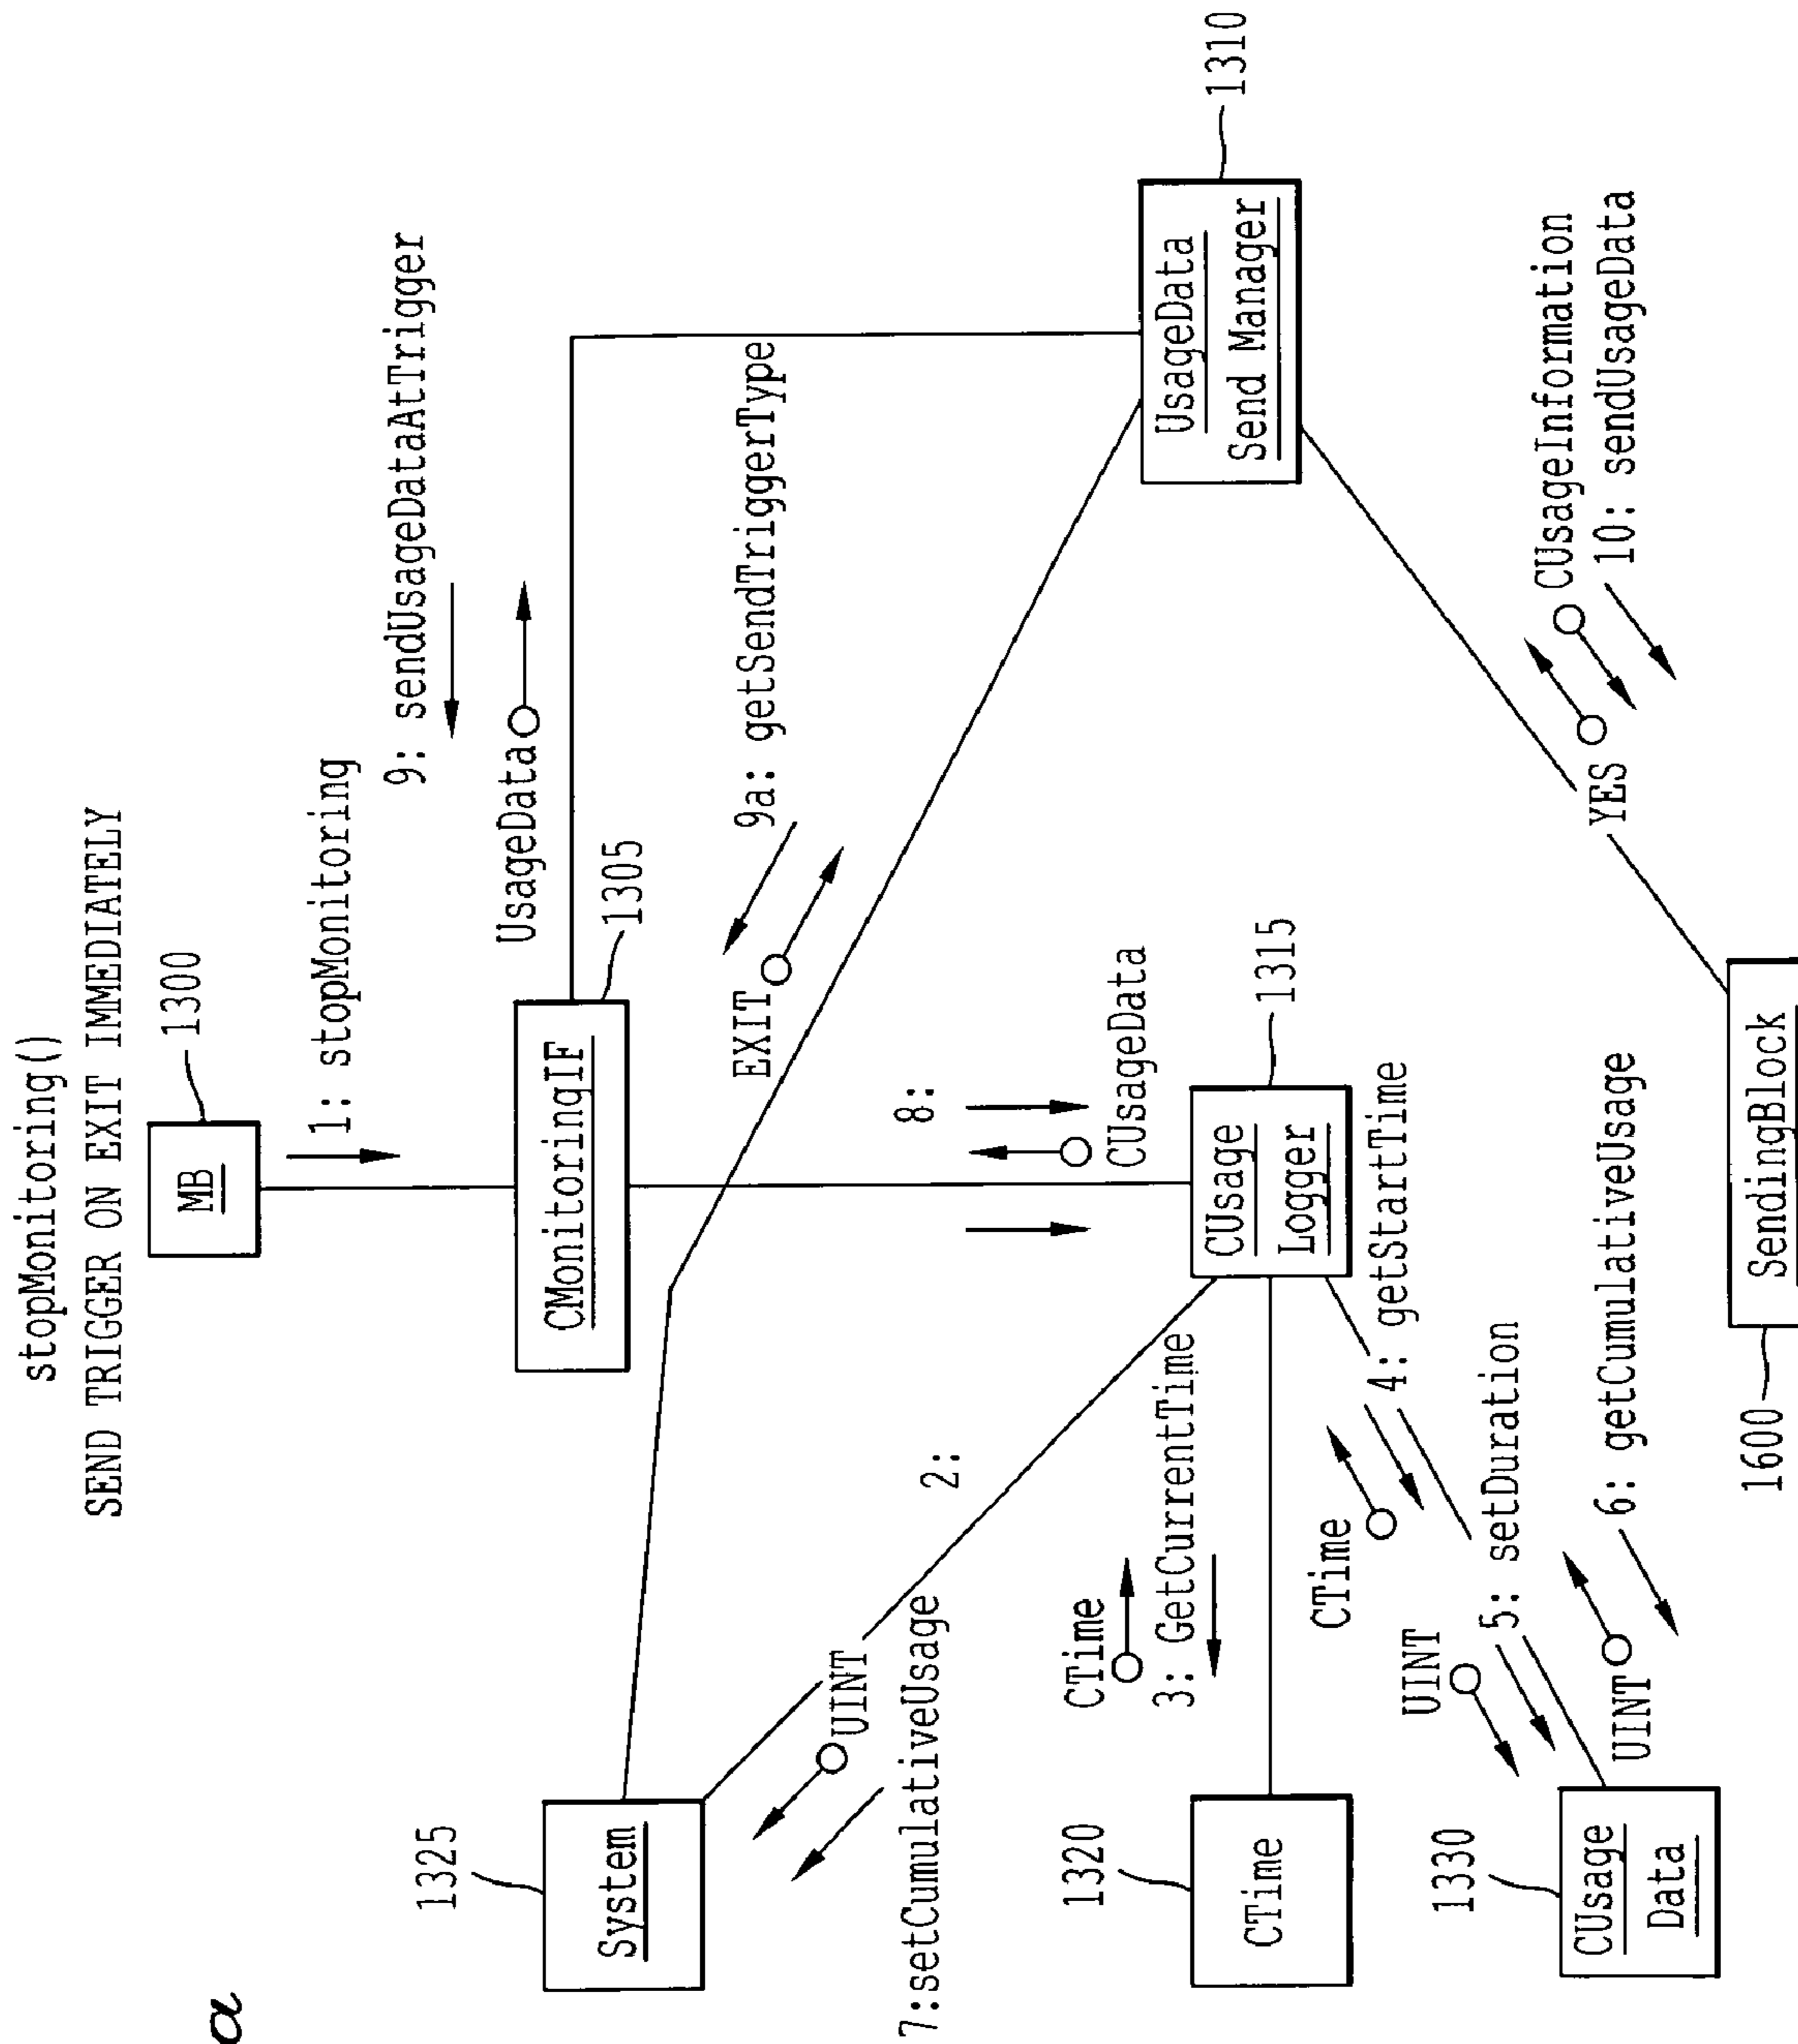 a
stopMonitoring()
SEND TRIGGER ON EXIT IMMEDIATELY
MB
1300
1: stopMonitoring
9: sendUsageDataAtTrigger
UsageData
CMonitoringIF
1305
9a: getSendTriggerType
EXIT
UsageData
Send Manager
1310
System
1325
2:
UINT
7:setCumulativeUsage
8:
CUsageData
CUsage
Logger
1315
CTime
3: GetCurrentTime
CTime
1320
4: getStartTime
CTime
UINT
5: setDuration
UINT
6: getCumulativeUsage
CUsage
Data
1330
CUsageInformation
10: sendUsageData
YES
SendingBlock
1600